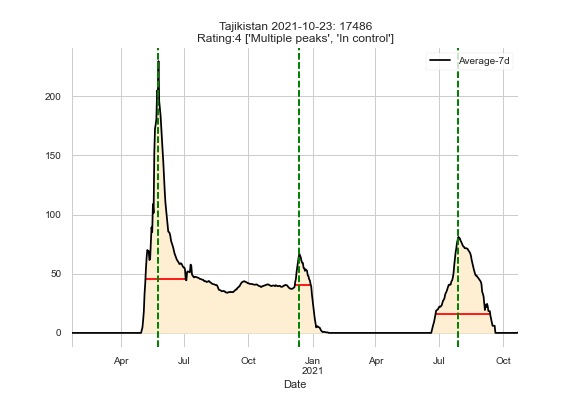 Tajikistan 2021-10-23: 17486
Rating:4 ['Multiple peaks', 'In control']
Average-7d
200
150
100
50
0
Apr Jul Oct Jan Apr Jul Oct
2021
Date